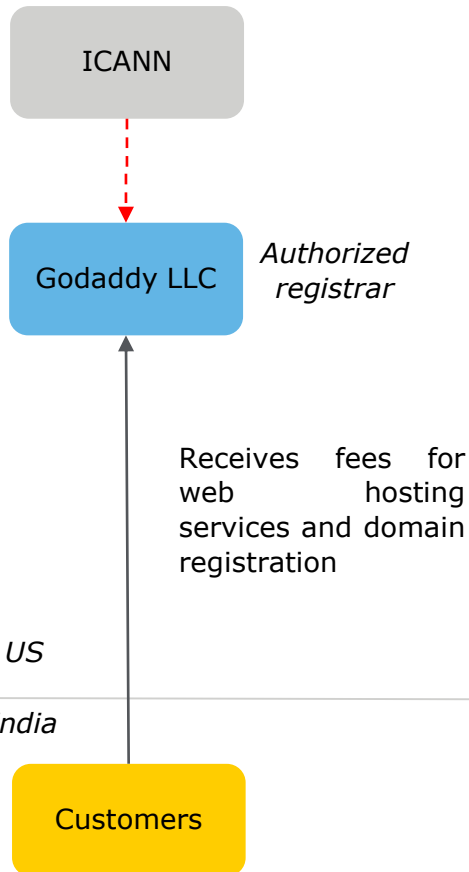 ICANN
Godaddy LLC
Authorized
registrar
Receives fees for
web hosting
services and domain
registration
US
ndia
Customers